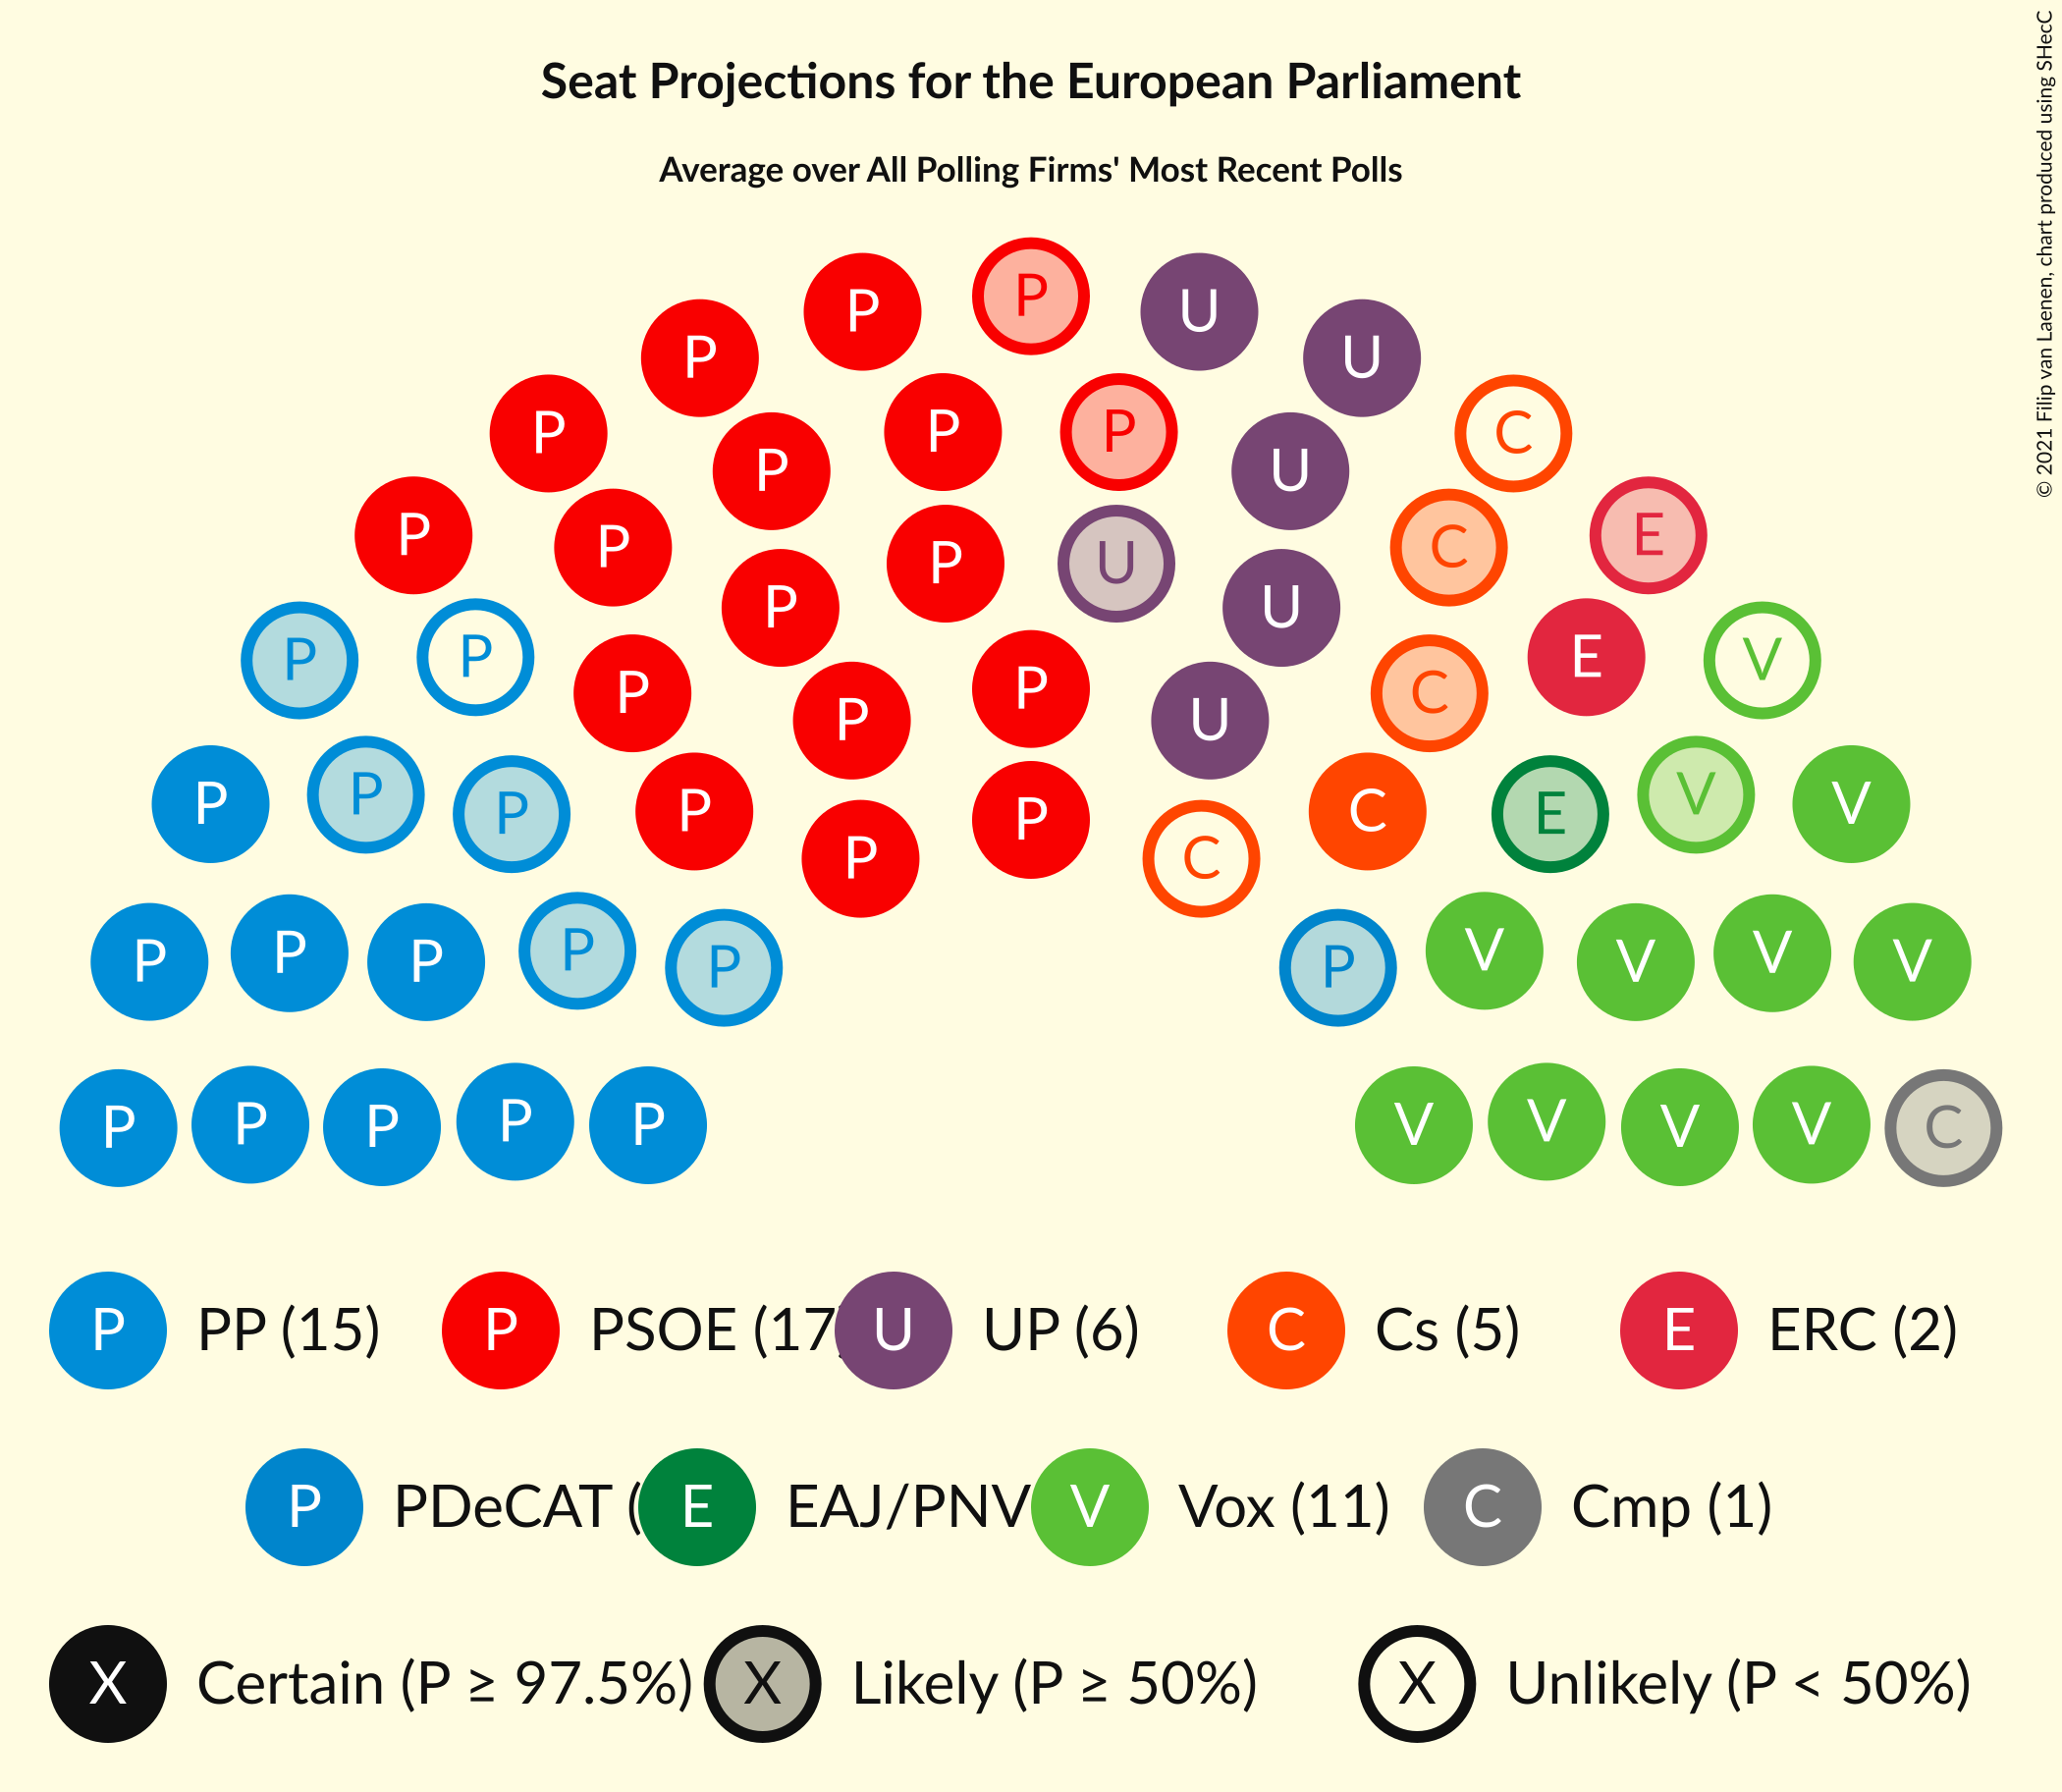 Seat Projections for the European Parliament
Average over All Polling Firms' Most Recent Polls
© 2021 Filip van Laenen, chart produced using SHecC
P P U
P U
P P P C
P U
P P P U C E
P U
P P E V
P P C
P U
P P P P P C E V V
P C
P P P P P P V V V V
P P P P P V V V V C
P PP (15) P PSOE (17 U UP (6) C Cs (5) E ERC (2)
P PDeCAT ( E EAJ/PNV V Vox (11) C Cmp (1)
X Certain (P ≥ 97.5%) X Likely (P ≥ 50%) X Unlikely (P < 50%)